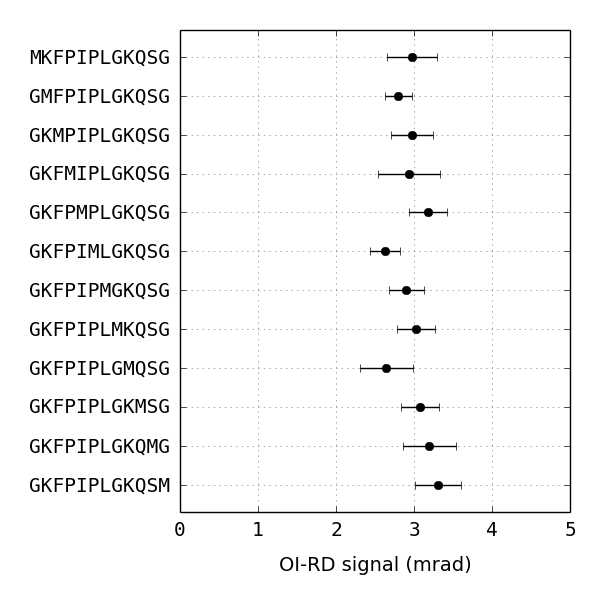 MKFPIPLGKQSG
GMFPIPLGKQSG
GKMPIPLGKQSG
GKFMIPLGKQSG
GKFPMPLGKQSG
GKFPIMLGKQSG
GKFPIPMGKQSG
GKFPIPLMKQSG
GKFPIPLGMQSG
GKFPIPLGKMSG
GKFPIPLGKQMG
GKFPIPLGKQSM
0 1 2 3 4 5
OI-RD signal (mrad)